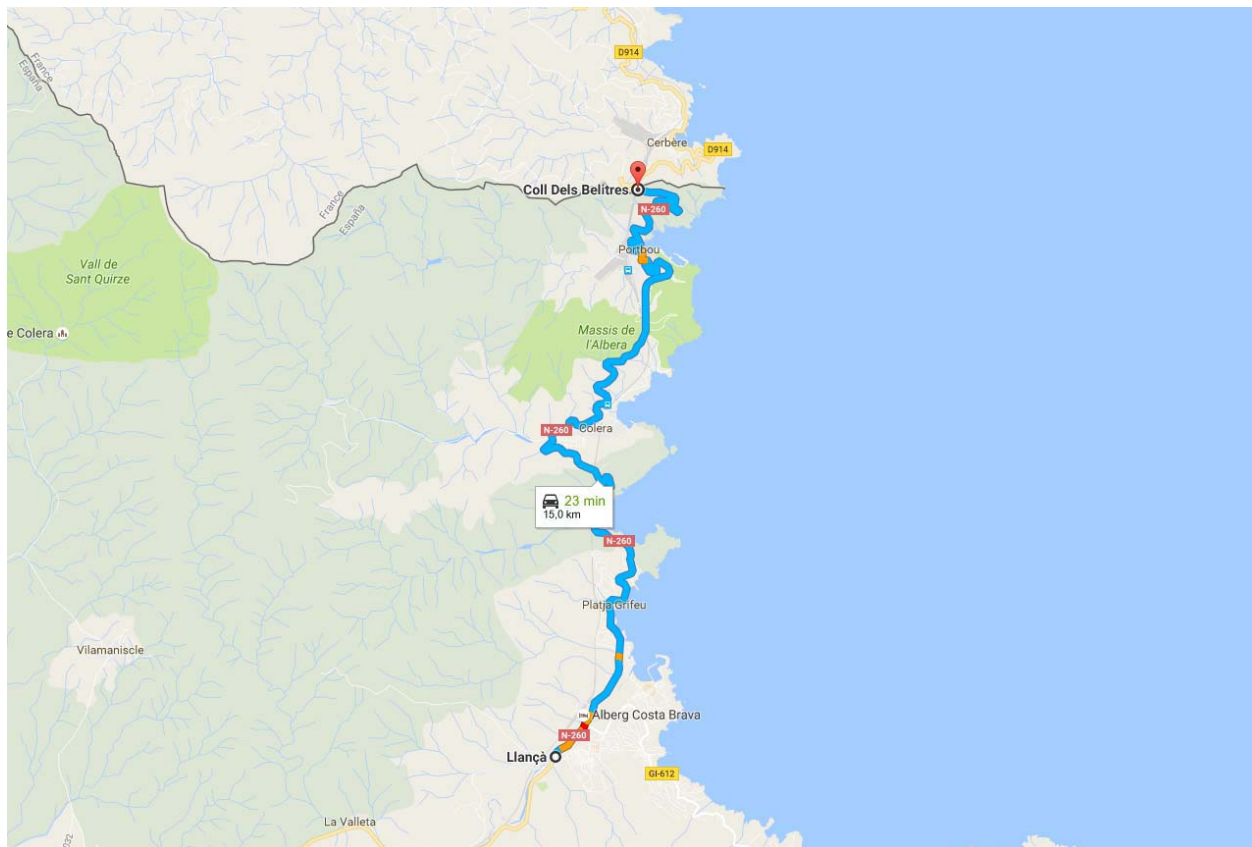 D914
France
España
Cerbère
D914
Coll Dels Belitres
France
España
N-260
Portbou
Vall de
Sant Quirze
e Colera
Massis de
l'Albera
N-260
Colera
23 min
15,0 km
N-260
Platja Grifeu
Vilamaniscle
Alberg Costa Brava
N-260
Llançà
GI-612
La Valleta
032